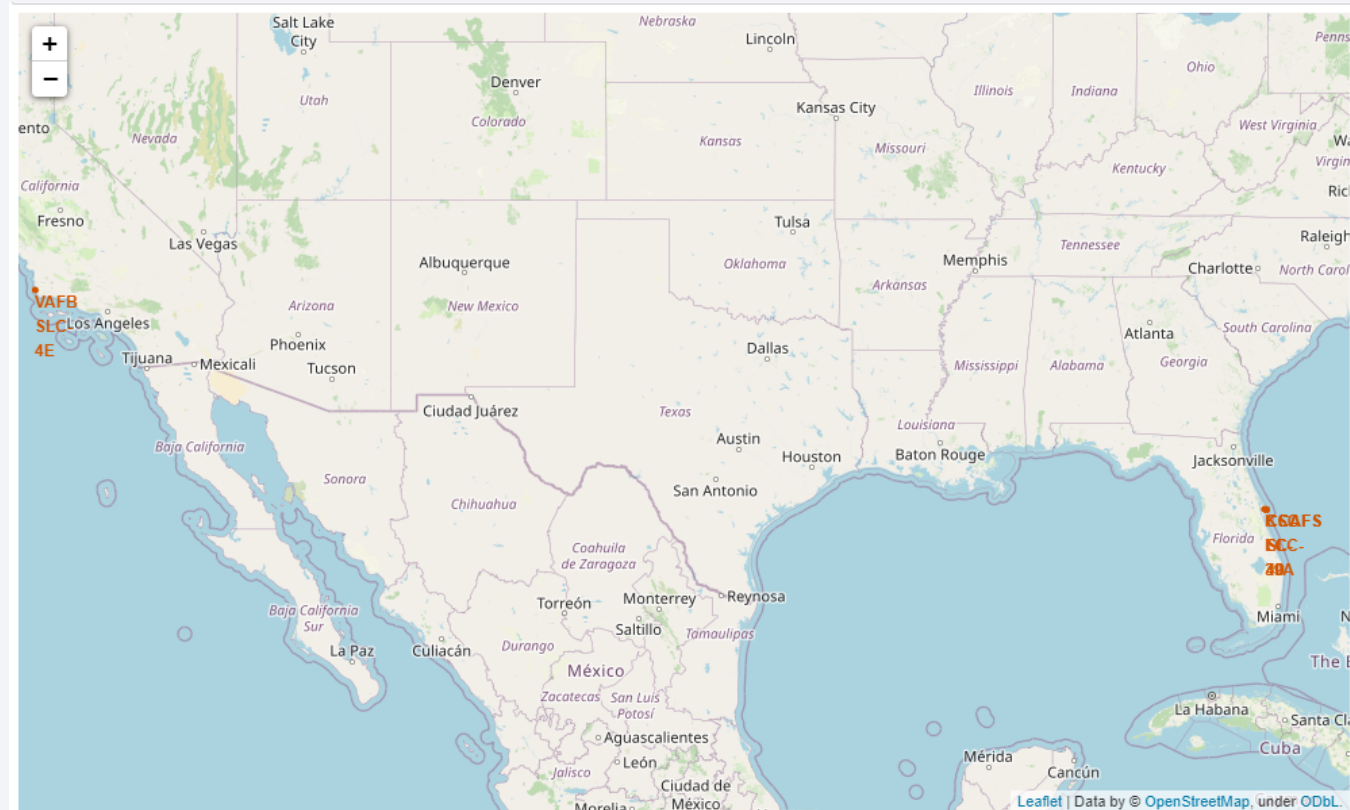 +
−
Salt Lake
City
Nebraska
Lincoln
Penns
Ohio
Denver
Illinois
Indiana
Utah
Kansas City
Colorado
ento
Nevada
Kansas
Missouri
West Virginia
Wa
Virgin
Kentucky
California
Ric
Fresno
Tulsa
Las Vegas
Raleigh
Tennessee
Albuquerque
Oklahoma
Memphis
Charlotte
North Carol
Arkansas
VAFB
SLC-
4E
Los Angeles
Arizona
New Mexico
South Carolina
Atlanta
Phoenix
Dallas
Tijuana
Mexicali
Tucson
Mississippi
Alabama
Georgia
Ciudad Juárez
Texas
Louisiana
Austin
Baja California
Houston
Baton Rouge
Jacksonville
Sonora
San Antonio
Chihuahua
Florida
Coahuila
de Zaragoza
Torreón
Monterrey
Reynosa
Baja California
Sur
Saltillo
Tamaulipas
Miami
N
Durango
La Paz
Culiacán
México
The B
Zacatecas
San Luis
Potosí
La Habana
Santa Cla
Aguascalientes
Cuba
León
Mérida
Jalisco
Cancún
Ciudad de
México
Morelia
Leaflet | Data by © OpenStreetMap, under ODbL.